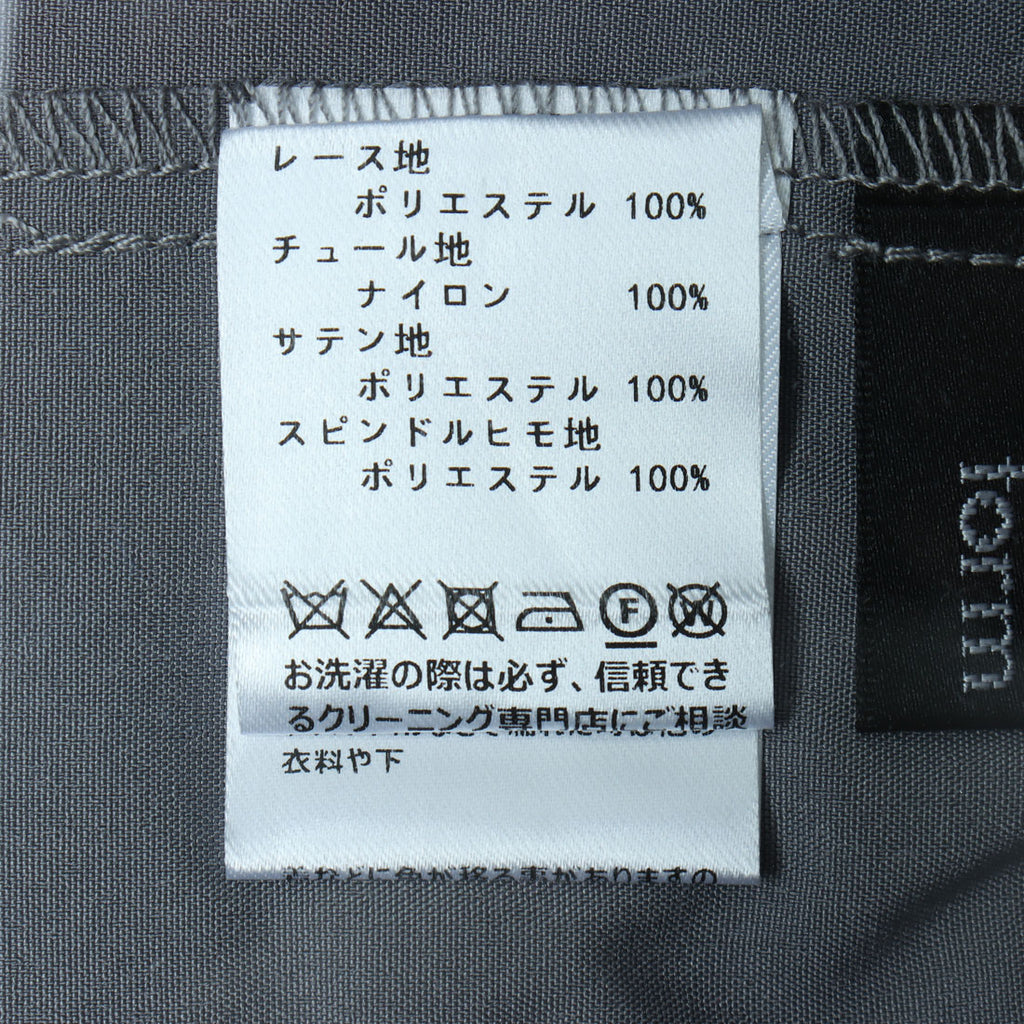 レース地
ポリエステル 100%
チュール地
ナイロン 100%
サテン地
ポリエステル 100%
スピンドルヒモ地
ポリエステル 100%
F W
お洗濯の際は必ず、信頼でき
るクリーニング専門店にご相談
衣料や下
form